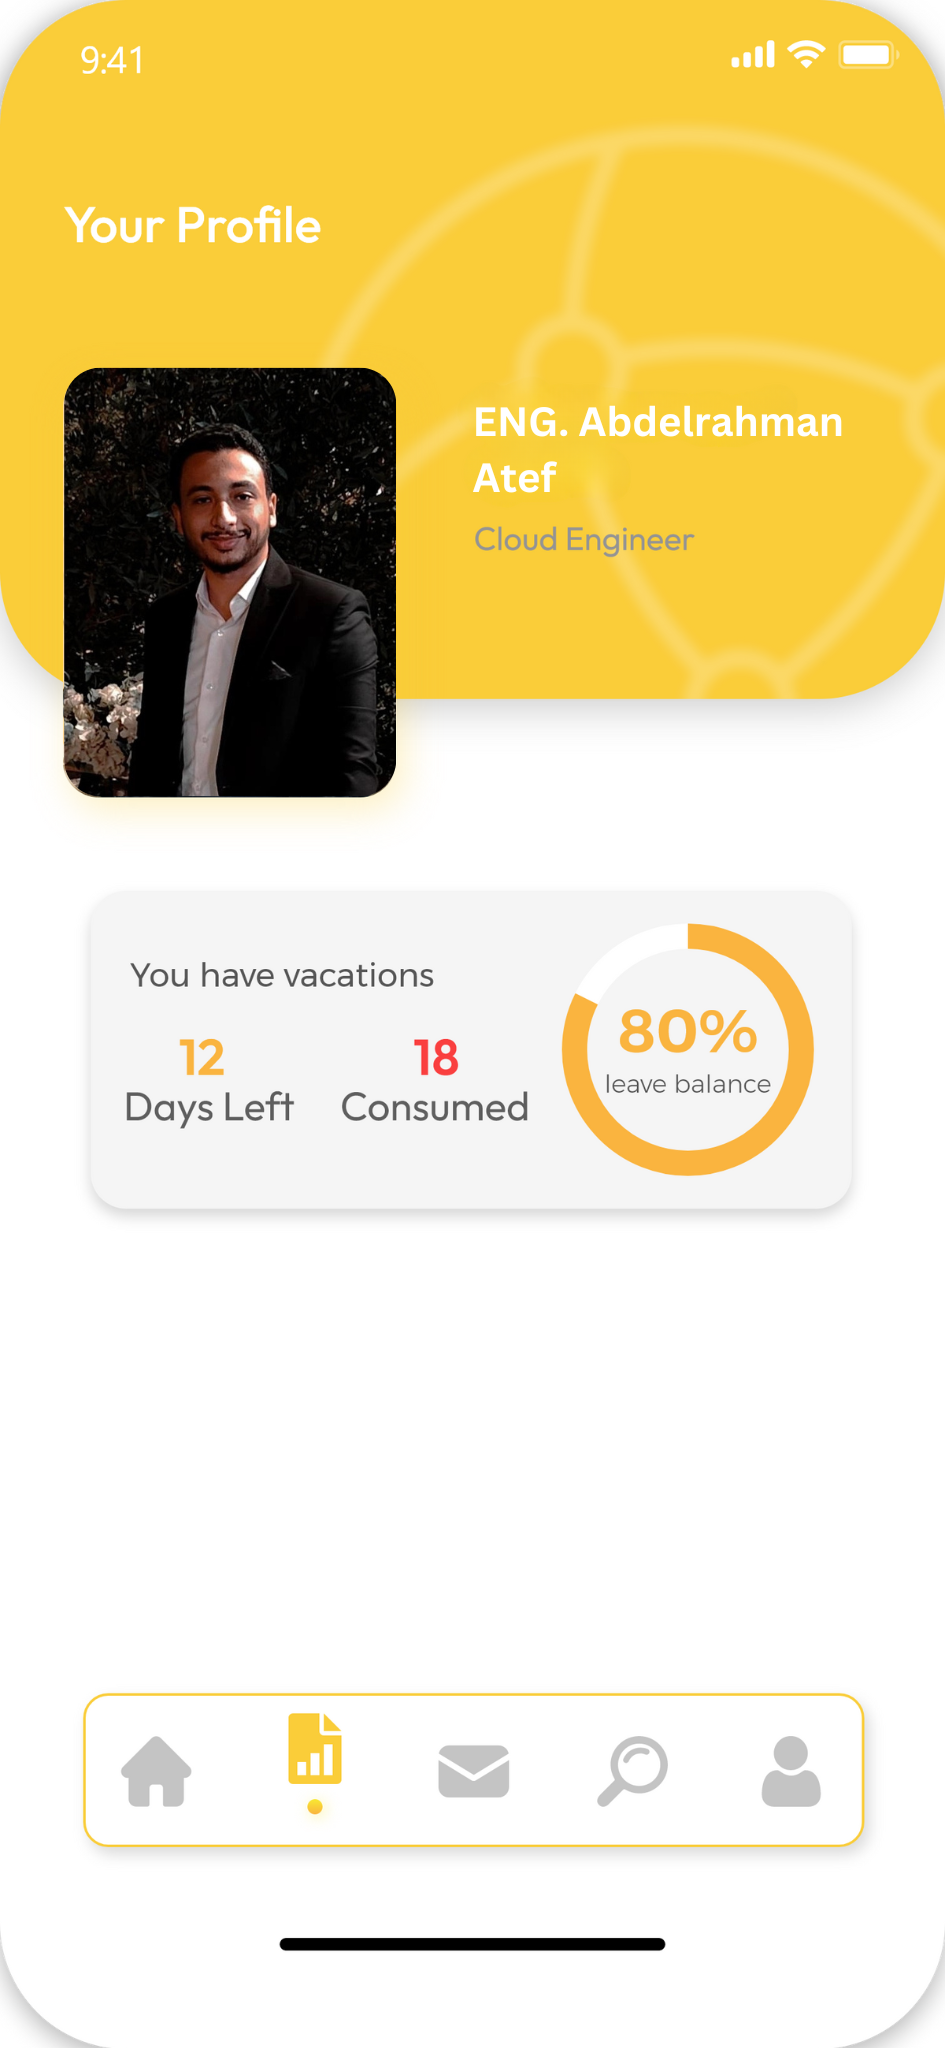 9:41
Your Profile
ENG. Abdelrahman
Atef
Cloud Engineer
You have vacations
12
Days Left
18
Consumed
80%
leave balance